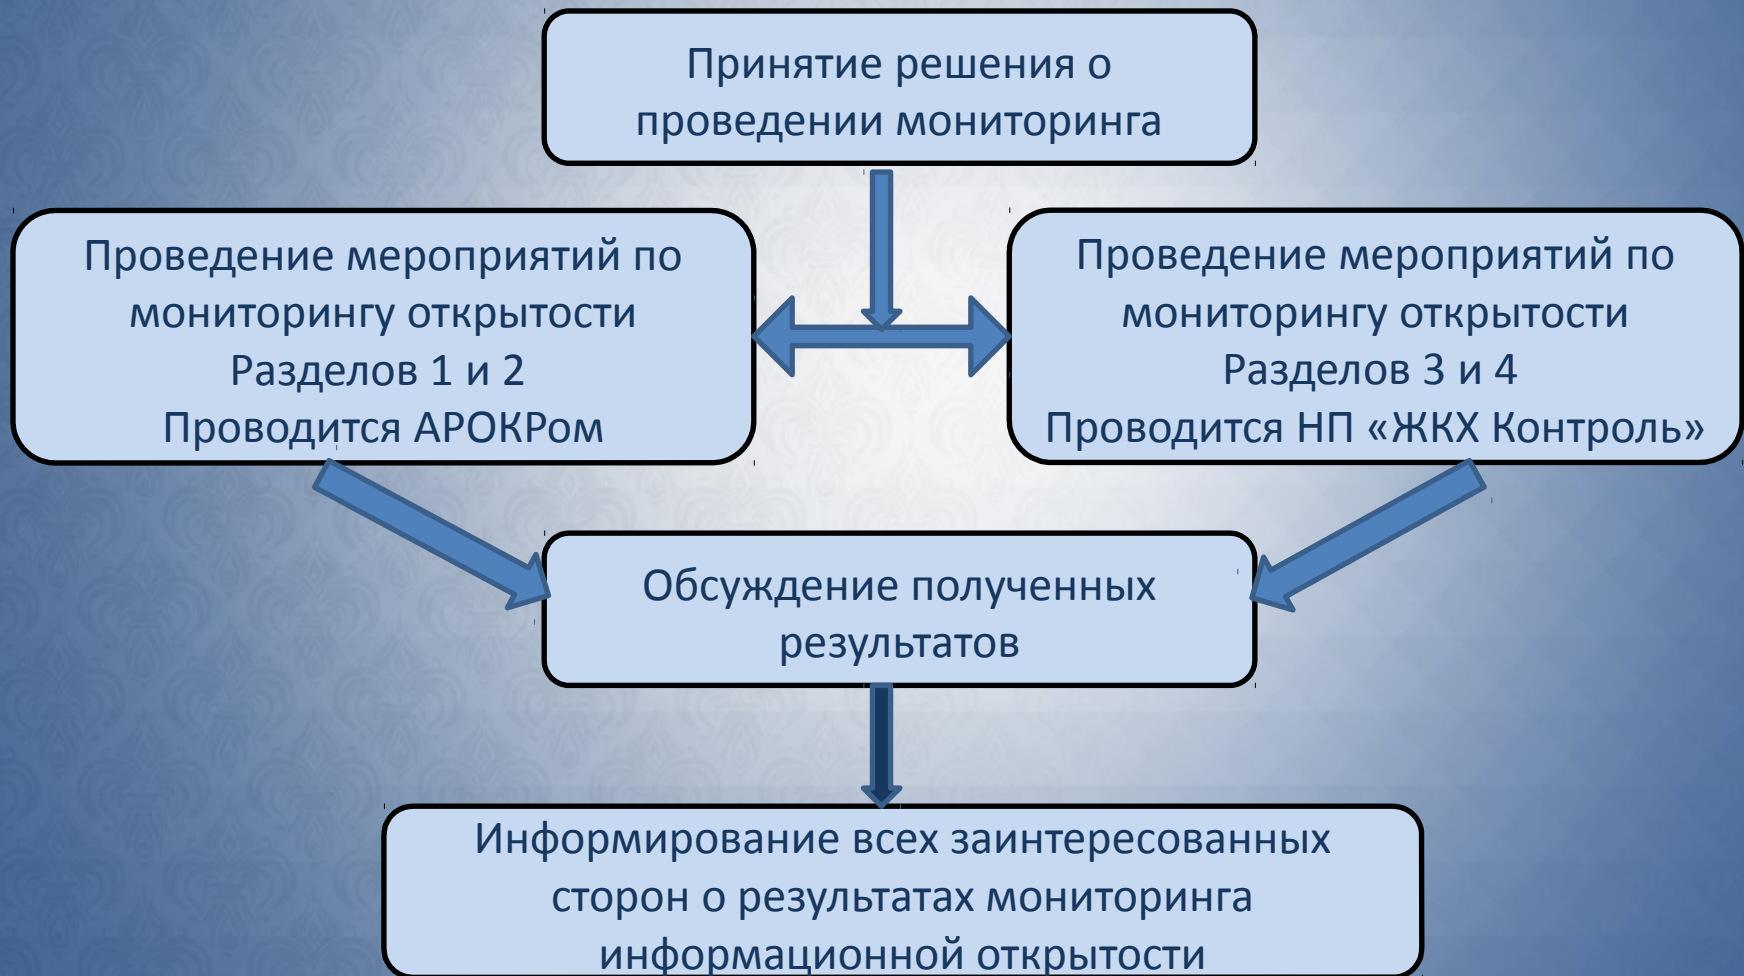 Принятие решения о
проведении мониторинга
Проведение мероприятий по
мониторингу открытости
Разделов 1 и 2
Проводится АРОКРом
Проведение мероприятий по
мониторингу открытости
Разделов 3 и 4
Проводится НП «ЖКХ Контроль»
Обсуждение полученных
результатов
Информирование всех заинтересованных
сторон о результатах мониторинга
информационной открытости